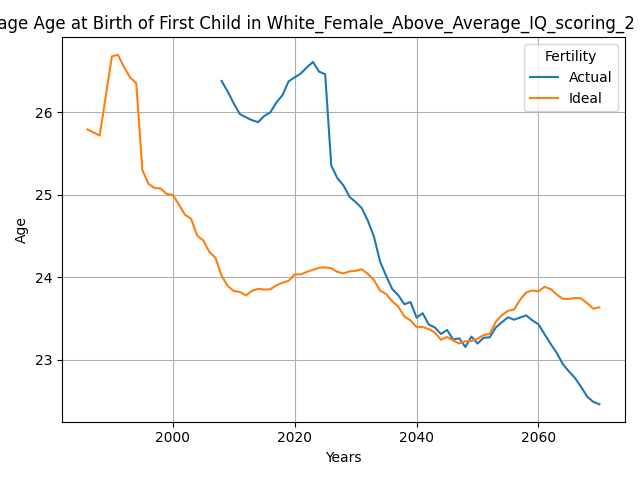 age Age at Birth of First Child in White_Female_Above_Average_IQ_scoring_2
Fertility
Actual
Ideal
26
25
24
23
Age
2000
2020
2040
2060
Years